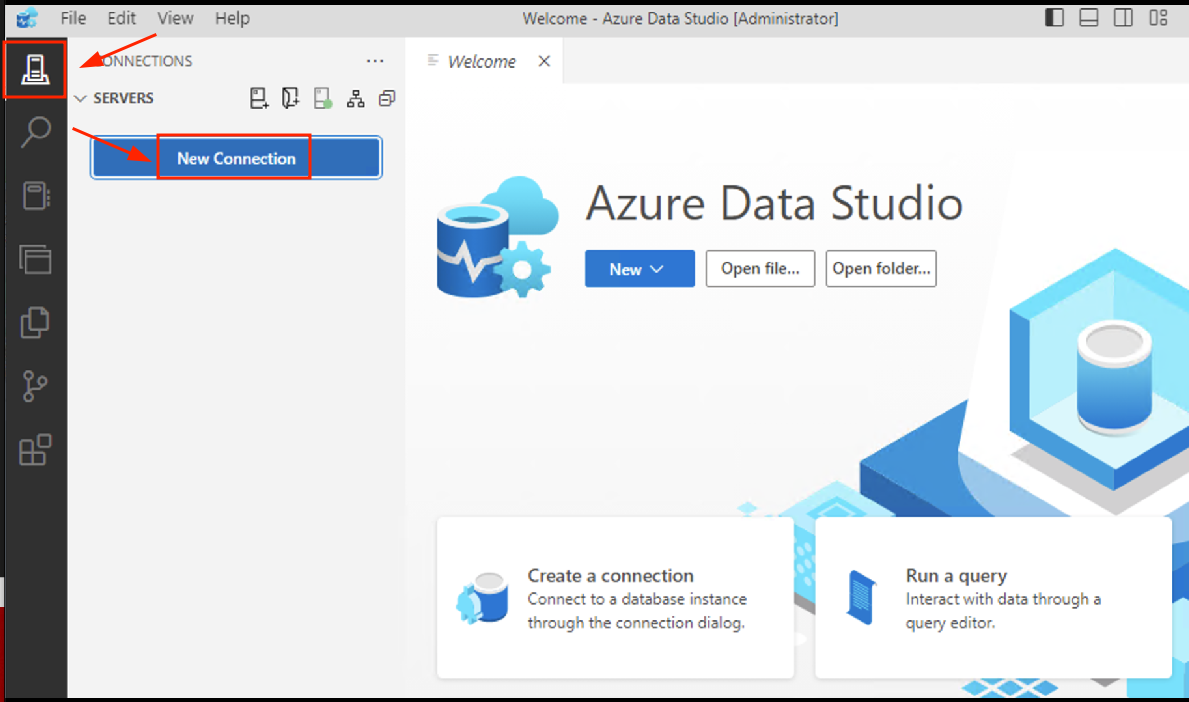 File Edit View Help
Welcome - Azure Data Studio [Administrator]
ONNECTIONS
SERVERS
New Connection
Welcome
Azure Data Studio
New
Open file...
Open folder...
Create a connection
Connect to a database instance
through the connection dialog.
Run a query
Interact with data through a
query editor.